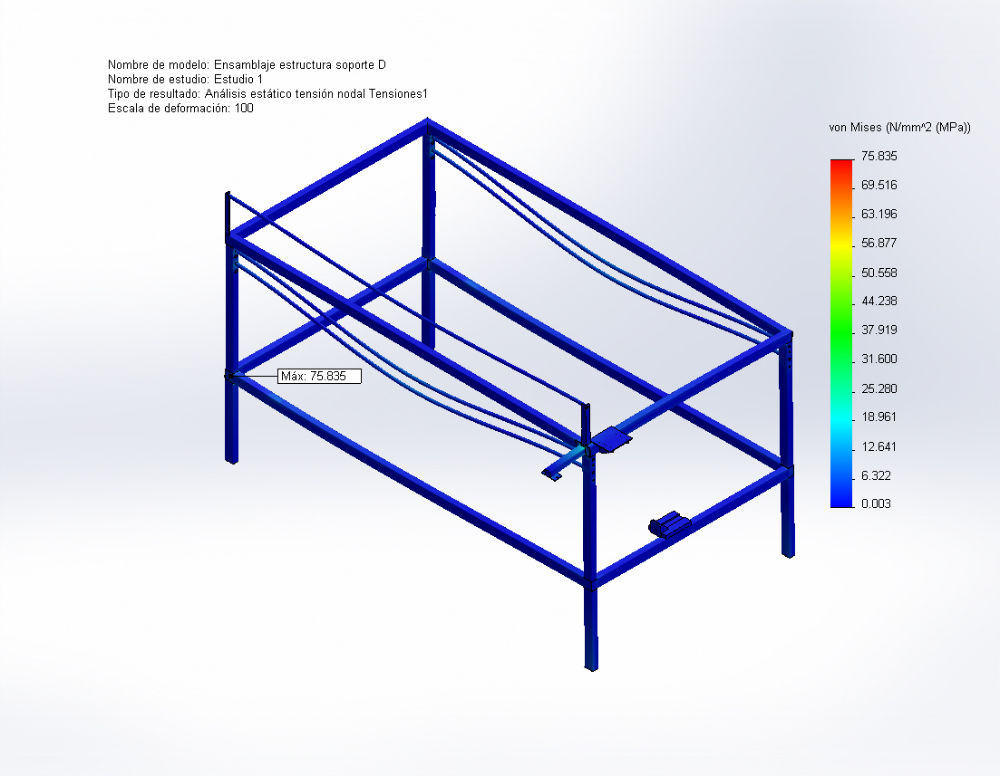 Nombre de modelo: Ensamblaje estructura soporte D
Nombre de estudio: Estudio 1
Tipo de resultado: Análisis estático tensión nodal Tensiones1
Escala de deformación: 100
von Mises (N/mm^2 (MPa))
75.835
69.516
63.196
56.877
50.558
44.238
37.919
31.600
25.280
18.961
12.641
6.322
0.003
Máx: 75.835